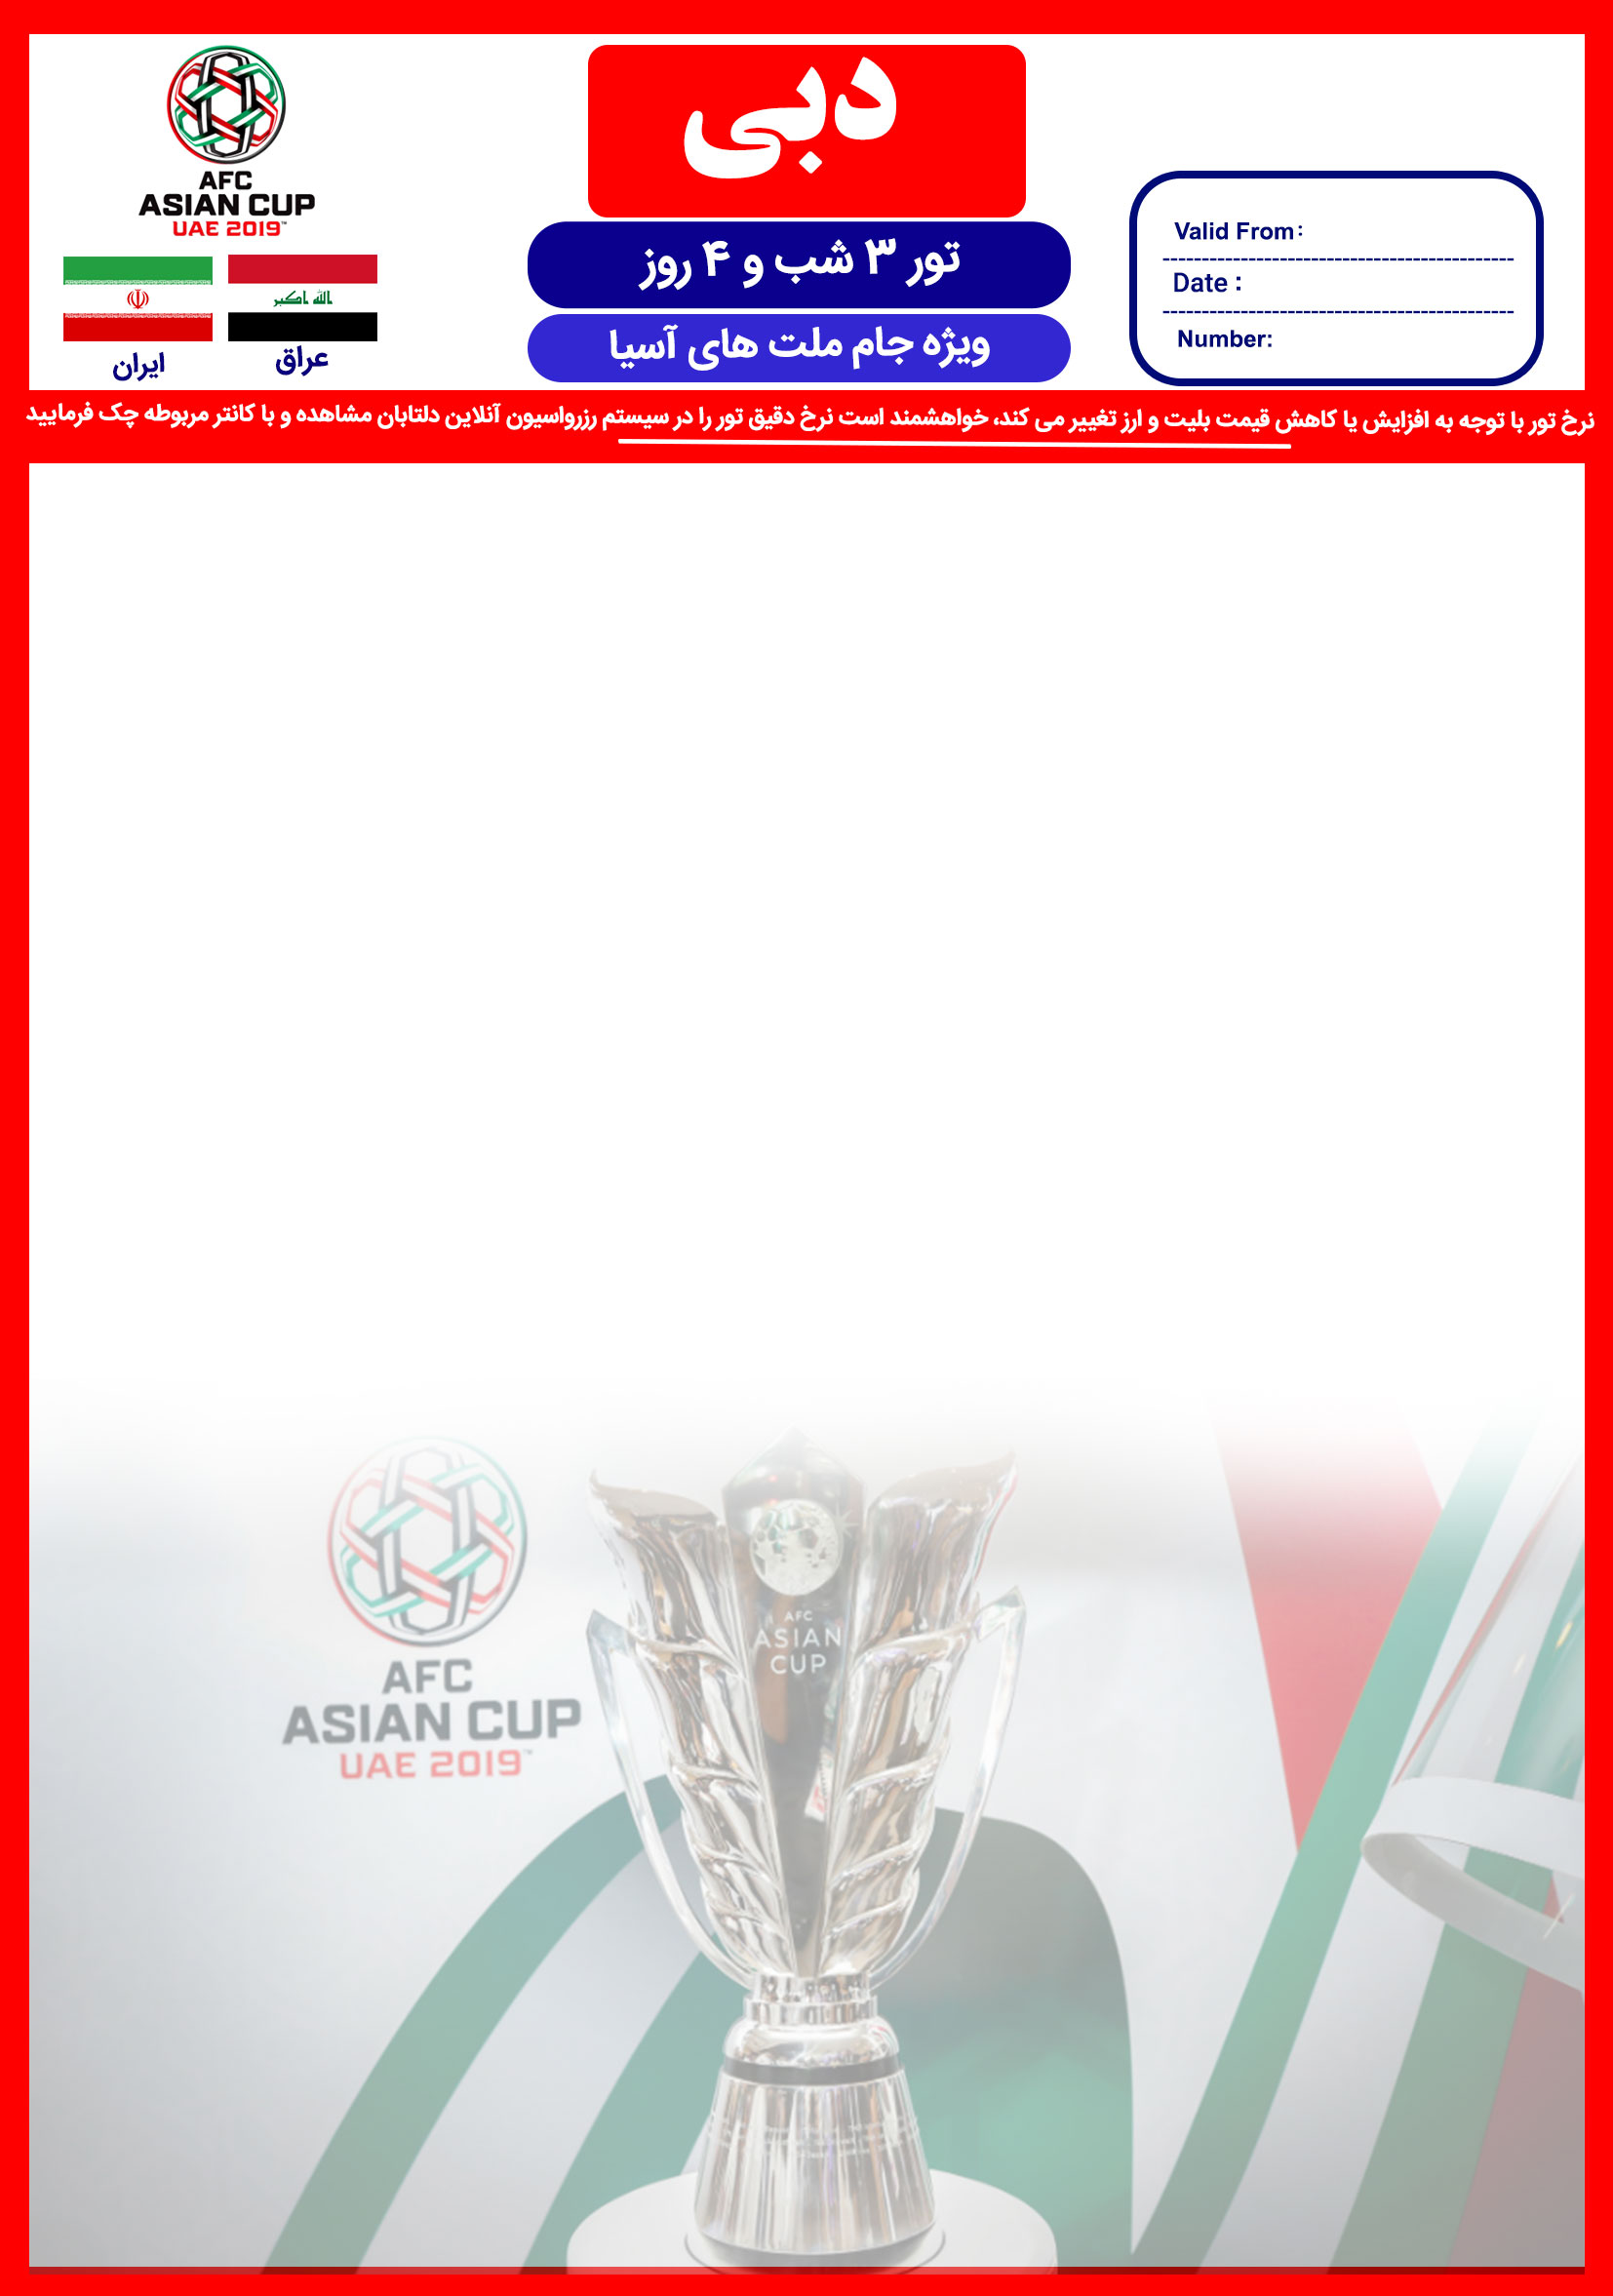 AFC
ASIAN CUP
UAE 2019™
ایران
عراق
الله اكبر
دبی
تور ۳ شب و ۴ روز
ویژه جام ملت های آسیا
Valid From:
Date :
Number:
نرخ تور با توجه به افزایش یا کاهش قیمت بلیت و ارز تغییر می کند، خواهشمند است نرخ دقیق تور را در سیستم رزرواسیون آنلاین دلتابان مشاهده و با کانتر مربوطه چک فرمایید
AFC
ASIAN CUP
UAE 2019™
AFC
ASIAN
CUP